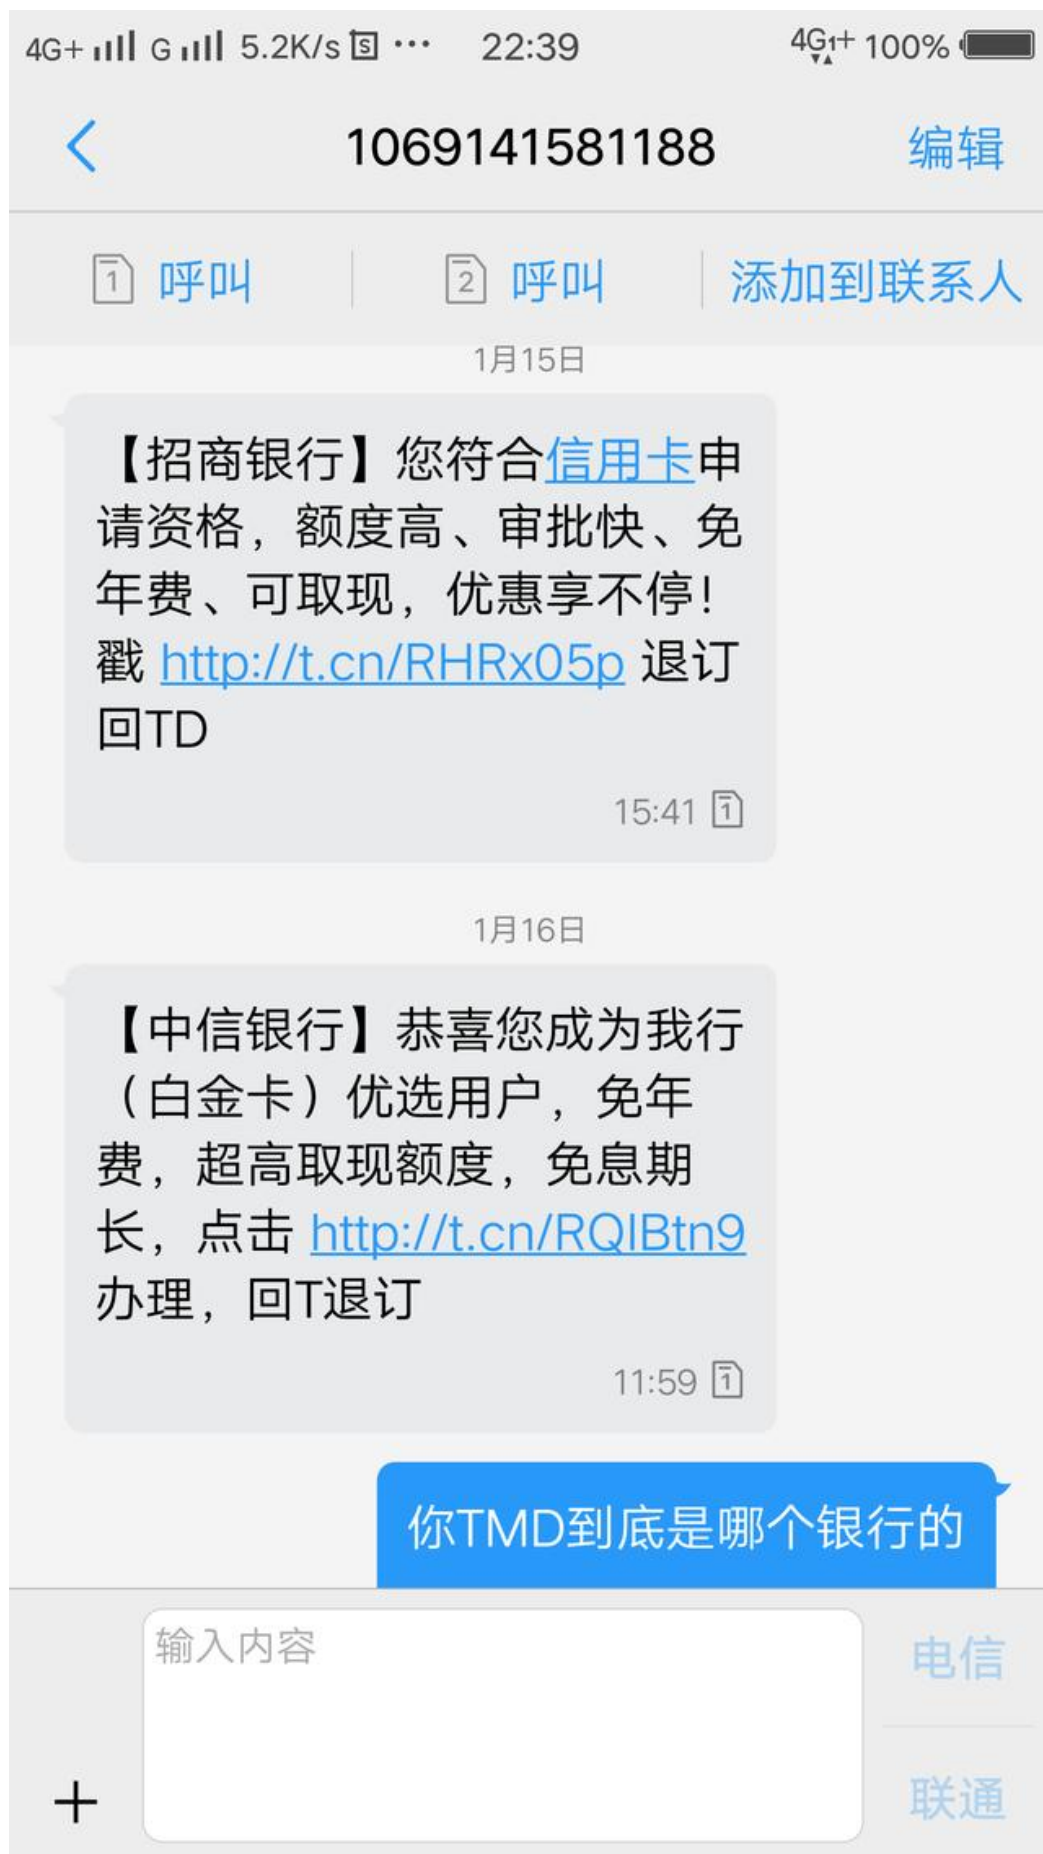 4G+ G 5.2K/s ··· 22:39 4G1+ 100%
1069141581188 编辑
1 呼叫 2 呼叫 添加到联系人
1月15日
【招商银行】您符合信用卡申
请资格，额度高、审批快、免
年费、可取现，优惠享不停！
戳 http://t.cn/RHRx05p 退订
回TD
15:41 1
1月16日
【中信银行】恭喜您成为我行
（白金卡）优选用户，免年
费，超高取现额度，免息期
长，点击 http://t.cn/RQIBtn9
办理，回T退订
11:59 1
你TMD到底是哪个银行的
输入内容
电信
联通